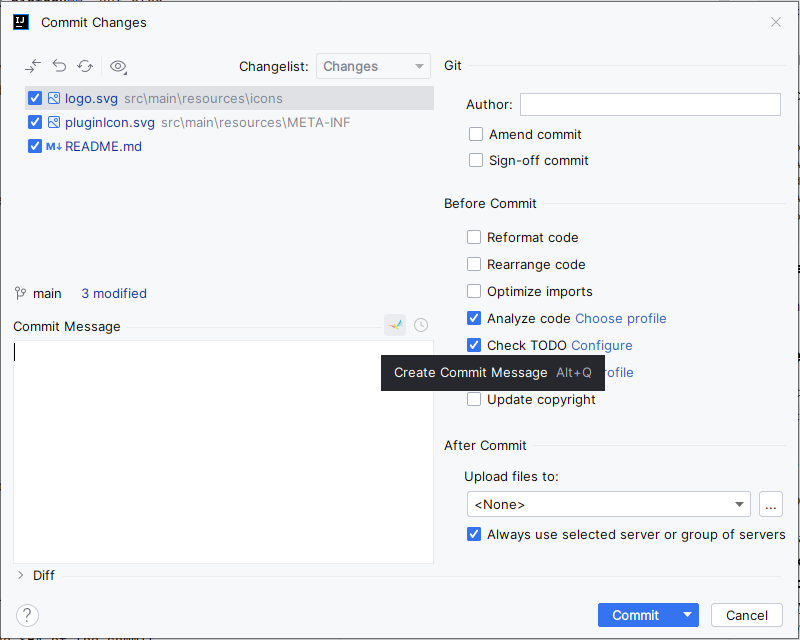 Commit Changes
Changelist: Changes
logo.svg src\main\resources\icons
pluginIcon.svg src\main\resources\META-INF
README.md
main 3 modified
Commit Message
Git
Author:
Amend commit
Sign-off commit
Before Commit
Reformat code
Rearrange code
Optimize imports
Analyze code Choose profile
Check TODO Configure
Create Commit Message Alt+Q
rofile
Update copyright
After Commit
Upload files to:
<None>
...
Always use selected server or group of servers
Diff
?
Commit
Cancel